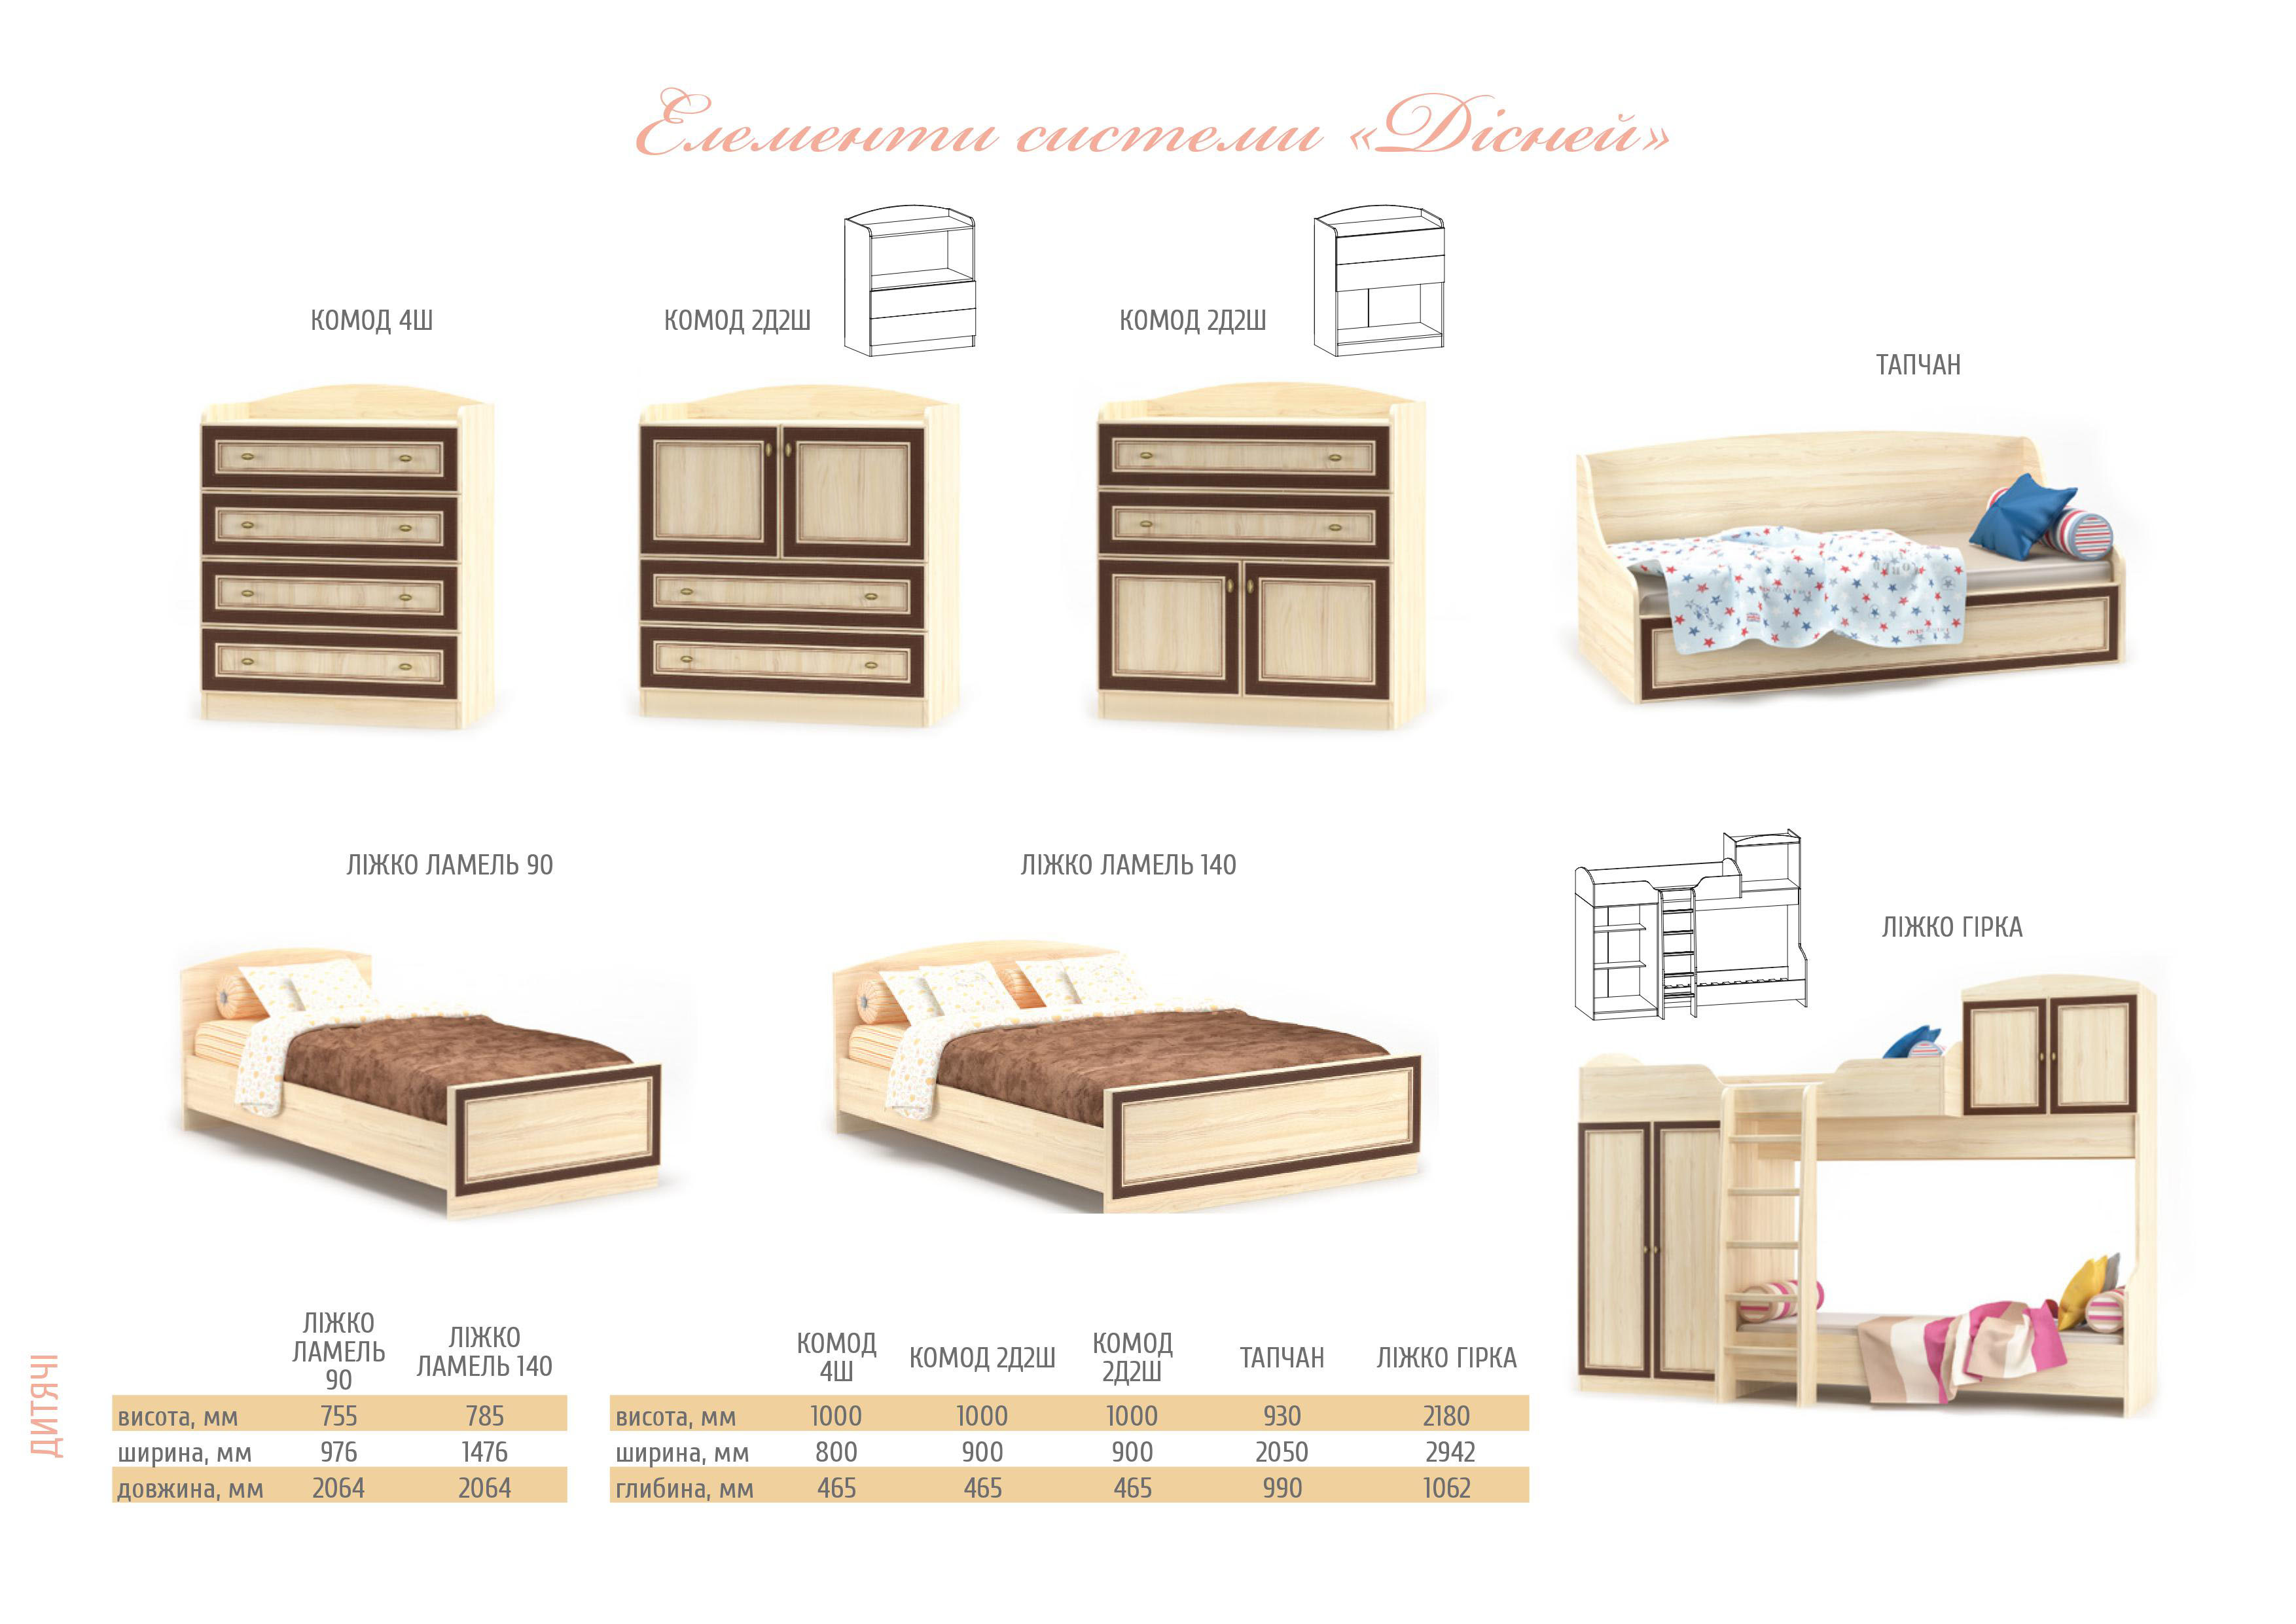 Елементи системи «Дісней»
КОМОД 4Ш
КОМОД 2Д2Ш
КОМОД 2Д2Ш
ТАПЧАН
ЛІЖКО ЛАМЕЛЬ 90
ЛІЖКО ЛАМЕЛЬ 140
ЛІЖКО ГІРКА
ДИТЯЧІ
ЛІЖКО
ЛАМЕЛЬ
90
ЛІЖКО
ЛАМЕЛЬ 140
висота, мм 755 785
ширина, мм 976 1476
довжина, мм 2064 2064
КОМОД
4Ш
КОМОД 2Д2Ш
КОМОД
2Д2Ш
ТАПЧАН
ЛІЖКО ГІРКА
висота, мм 1000 1000 1000 930 2180
ширина, мм 800 900 900 2050 2942
глибина, мм 465 465 465 990 1062